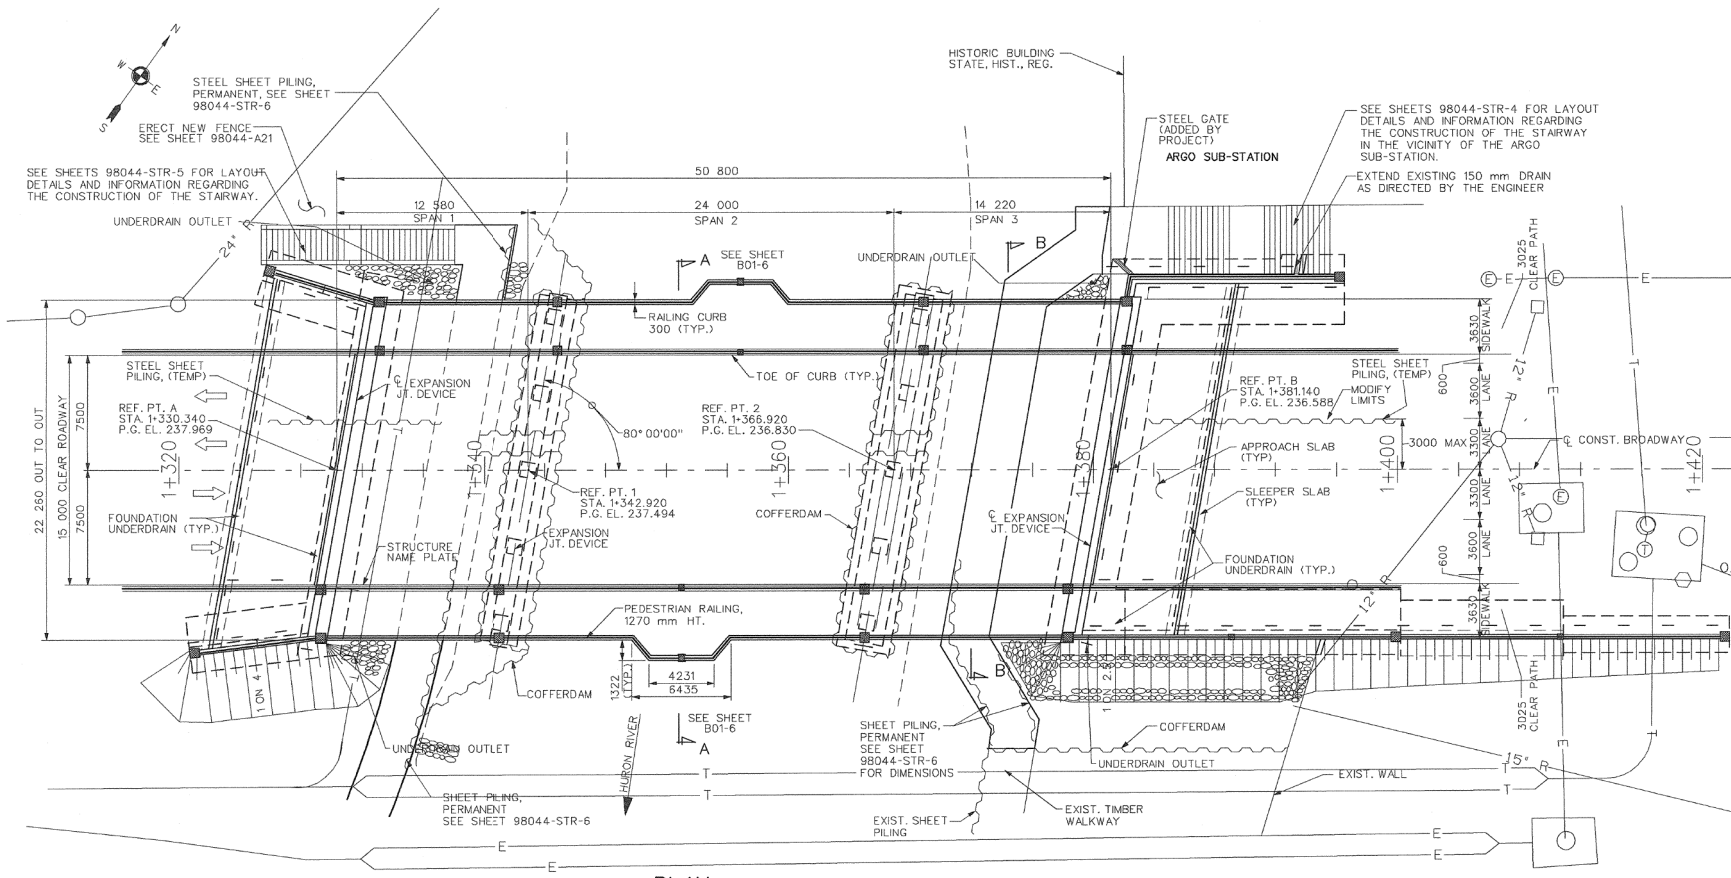 N
W
E
S
STEEL SHEET PILING,
PERMANENT, SEE SHEET
98044-STR-6
ERECT NEW FENCE
SEE SHEET 98044-A21
SEE SHEETS 98044-STR-5 FOR LAYOUT
DETAILS AND INFORMATION REGARDING
THE CONSTRUCTION OF THE STAIRWAY.
UNDERDRAIN OUTLET
24" R
HISTORIC BUILDING
STATE, HIST., REG.
STEEL GATE
(ADDED BY
PROJECT)
ARGO SUB-STATION
SEE SHEETS 98044-STR-4 FOR LAYOUT
DETAILS AND INFORMATION REGARDING
THE CONSTRUCTION OF THE STAIRWAY
IN THE VICINITY OF THE ARGO
SUB-STATION.
EXTEND EXISTING 150 mm DRAIN
AS DIRECTED BY THE ENGINEER
50 800
12 580
SPAN 1
24 000
SPAN 2
14 220
SPAN 3
A
SEE SHEET
B01-6
UNDERDRAIN OUTLET
B
RAILING CURB
300 (TYP.)
3025
CLEAR PATH
E
E
E
E
STEEL SHEET
PILING, (TEMP)
℄ EXPANSION
JT. DEVICE
TOE OF CURB (TYP.)
REF. PT. A
STA. 1+330.340
P.G. EL. 237.969
80° 00'00"
REF. PT. 2
STA. 1+366.920
P.G. EL. 236.830
REF. PT. B
STA. 1+381.140
P.G. EL. 236.588
STEEL SHEET
PILING, (TEMP)
MODIFY
LIMITS
3630
SIDEWALK
600
3600
LANE
3300
LANE
3300
LANE
3600
LANE
600
3630
SIDEWALK
12" R
E
T
3000 MAX
℄ CONST. BROADWAY
22 260 OUT TO OUT
15 000 CLEAR ROADWAY
7500
7500
1+320
1+340
1+360
1+380
1+400
1+420
APPROACH SLAB
(TYP)
SLEEPER SLAB
(TYP)
REF. PT. 1
STA. 1+342.920
P.G. EL. 237.494
COFFERDAM
FOUNDATION
UNDERDRAIN (TYP.)
STRUCTURE
NAME PLATE
EXPANSION
JT. DEVICE
℄ EXPANSION
JT. DEVICE
FOUNDATION
UNDERDRAIN (TYP.)
12" R
E
T
12" R
PEDESTRIAN RAILING,
1270 mm HT.
1 ON 4
COFFERDAM
1322
(TYP.)
4231
6435
HURON RIVER
SEE SHEET
B01-6
A
B
SHEET PILING,
PERMANENT
SEE SHEET
98044-STR-6
FOR DIMENSIONS
COFFERDAM
3025
CLEAR PATH
E
T
UNDERDRAIN OUTLET
UNDERDRAIN OUTLET
15" R
EXIST. WALL
T
T
T
T
SHEET PILING,
PERMANENT
SEE SHEET 98044-STR-6
EXIST. SHEET
PILING
EXIST. TIMBER
WALKWAY
E
E
E
E